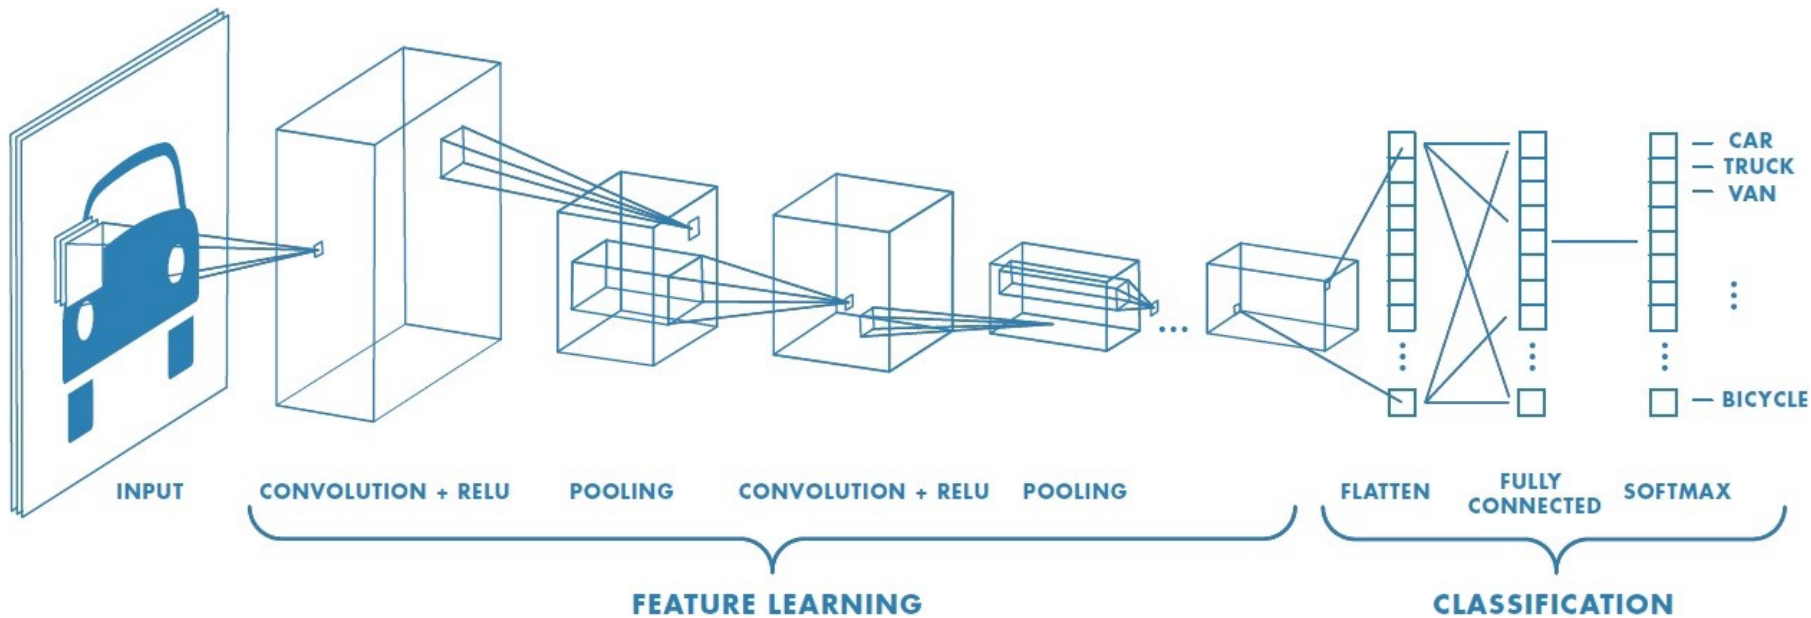 CAR
TRUCK
VAN
BICYCLE
INPUT
CONVOLUTION + RELU
POOLING
CONVOLUTION + RELU
POOLING
FLATTEN
FULLY
CONNECTED
SOFTMAX
FEATURE LEARNING
CLASSIFICATION